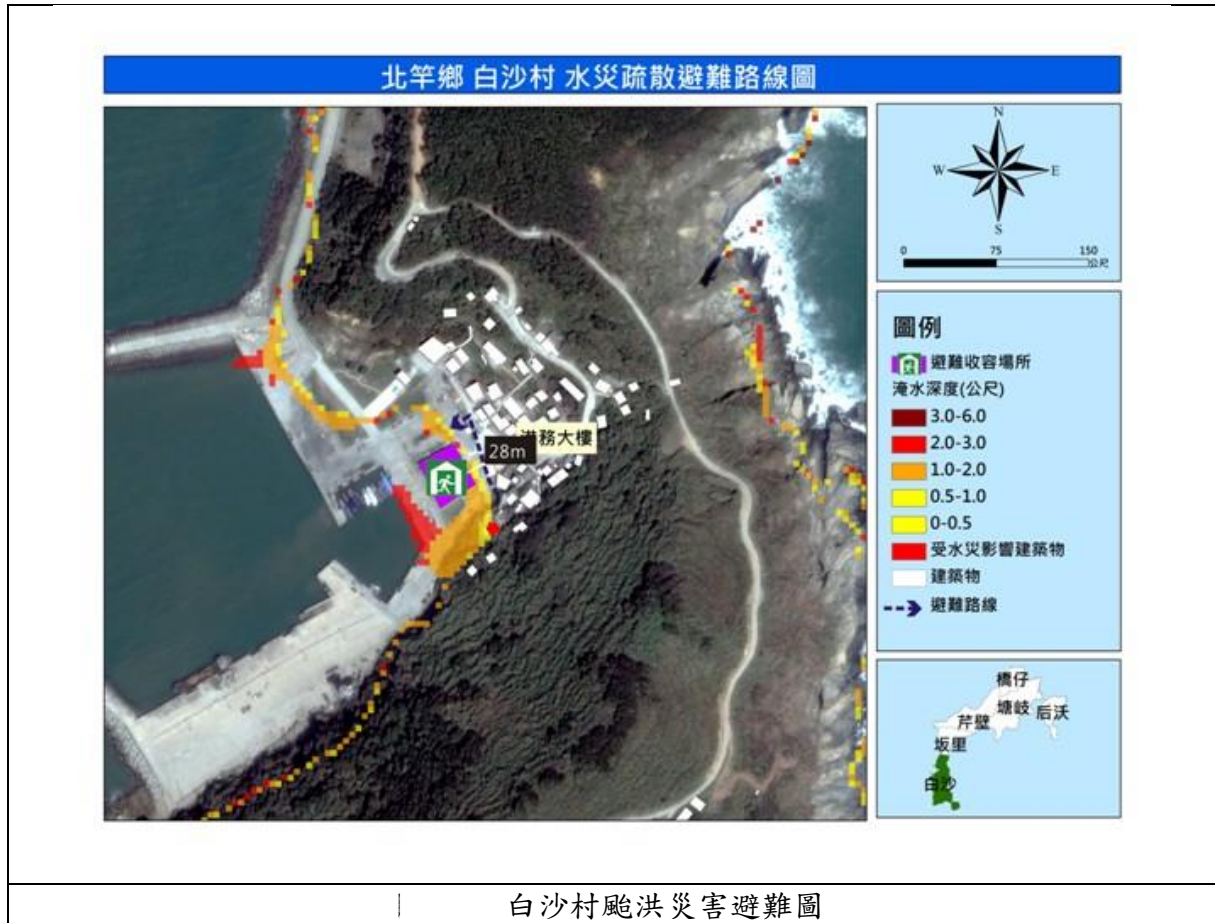 北竿鄉 白沙村 水災疏散避難路線圖
N
W
E
S
0 75 150
公尺
圖例
避難收容場所
淹水深度(公尺)
3.0-6.0
2.0-3.0
1.0-2.0
0.5-1.0
0-0.5
受水災影響建築物
建築物
避難路線
港務大樓
28m
橋仔
塘岐
后沃
芹壁
坂里
白沙
白沙村颱洪災害避難圖